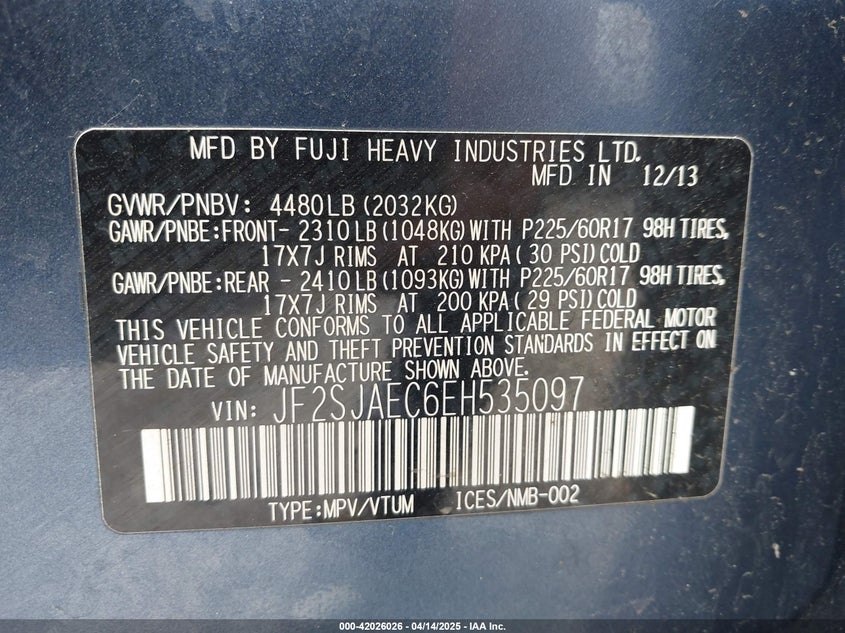 MFD BY FUJI HEAVY INDUSTRIES LTD.
MFD IN 12/13
GVWR/PNBV: 4480LB(2032KG)
GAWR/PNBE:FRONT- 2310LB(1048KG)WITH P225/60R17 98H TIRES,
17X7J RIMS AT 210 KPA( 30 PSI)COLD
GAWR/PNBE:REAR - 2410LB(1093KG)WITH P225/60R17 98H TIRES,
17X7J RIMS AT 200 KPA( 29 PSI)COLD
THIS VEHICLE CONFORMS TO ALL APPLICABLE FEDERAL MOTOR
VEHICLE SAFETY AND THEFT PREVENTION STANDARDS IN EFFECT ON
THE DATE OF MANUFACTURE SHOWN ABOVE.
VIN: JF2SJAEC6EH535097
TYPE:MPV/VTUM ICES/NMB-002
000-42026026 - 04/14/2025 - IAA Inc.